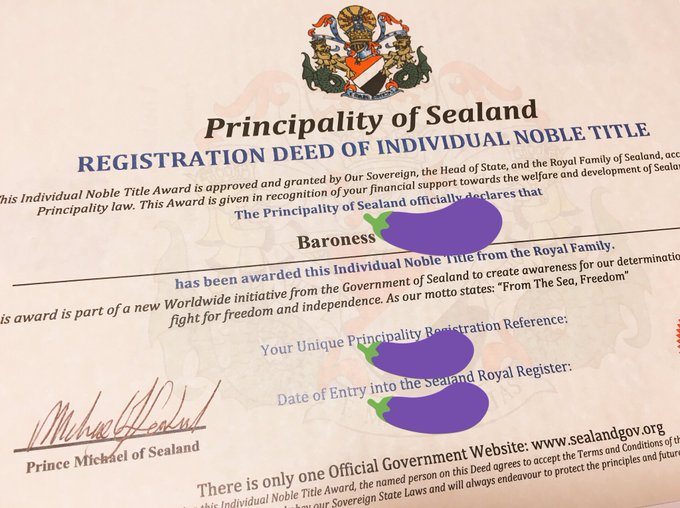 Principality of Sealand
REGISTRATION DEED OF INDIVIDUAL NOBLE TITLE
his Individual Noble Title Award is approved and granted by Our Sovereign, the Head of State, and the Royal Family of Sealand, acc
Principality law. This Award is given in recognition of your financial support towards the welfare and development of Sealan
The Principality of Sealand officially declares that
Baroness
has been awarded this Individual Noble Title from the Royal Family.
is award is part of a new Worldwide initiative from the Government of Sealand to create awareness for our determination
fight for freedom and independence. As our motto states: "From The Sea, Freedom"
Your Unique Principality Registration Reference:
Date of Entry into the Sealand Royal Register:
Prince Michael of Sealand
There is only one Official Government Website: www.sealandgov.org
this Individual Noble Title Award, the named person on this Deed agrees to accept the Terms and Conditions of th
our Sovereign State Laws and will always endeavour to protect the principles and future